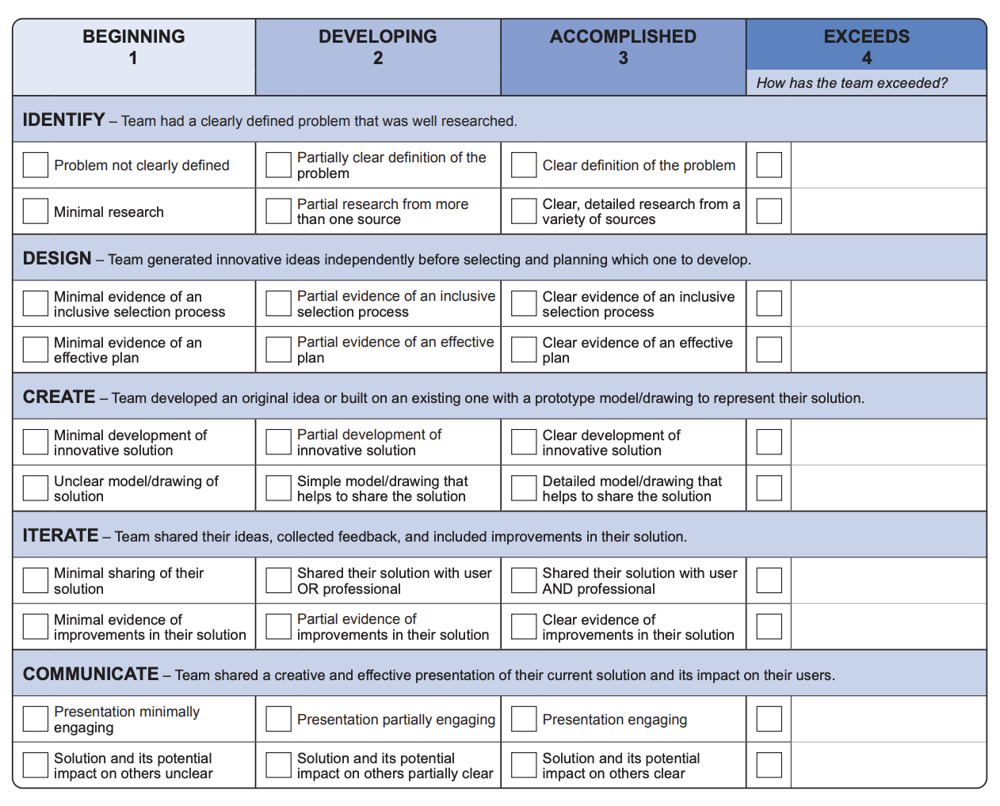 BEGINNING
1
DEVELOPING
2
ACCOMPLISHED
3
EXCEEDS
4
How has the team exceeded?
IDENTIFY – Team had a clearly defined problem that was well researched.
Problem not clearly defined
Partially clear definition of the
problem
Clear definition of the problem
Minimal research
Partial research from more
than one source
Clear, detailed research from a
variety of sources
DESIGN – Team generated innovative ideas independently before selecting and planning which one to develop.
Minimal evidence of an
inclusive selection process
Partial evidence of an inclusive
selection process
Clear evidence of an inclusive
selection process
Minimal evidence of an
effective plan
Partial evidence of an effective
plan
Clear evidence of an effective
plan
CREATE – Team developed an original idea or built on an existing one with a prototype model/drawing to represent their solution.
Minimal development of
innovative solution
Partial development of
innovative solution
Clear development of
innovative solution
Unclear model/drawing of
solution
Simple model/drawing that
helps to share the solution
Detailed model/drawing that
helps to share the solution
ITERATE – Team shared their ideas, collected feedback, and included improvements in their solution.
Minimal sharing of their
solution
Shared their solution with user
OR professional
Shared their solution with user
AND professional
Minimal evidence of
improvements in their solution
Partial evidence of
improvements in their solution
Clear evidence of
improvements in their solution
COMMUNICATE – Team shared a creative and effective presentation of their current solution and its impact on their users.
Presentation minimally
engaging
Presentation partially engaging
Presentation engaging
Solution and its potential
impact on others unclear
Solution and its potential
impact on others partially clear
Solution and its potential
impact on others clear